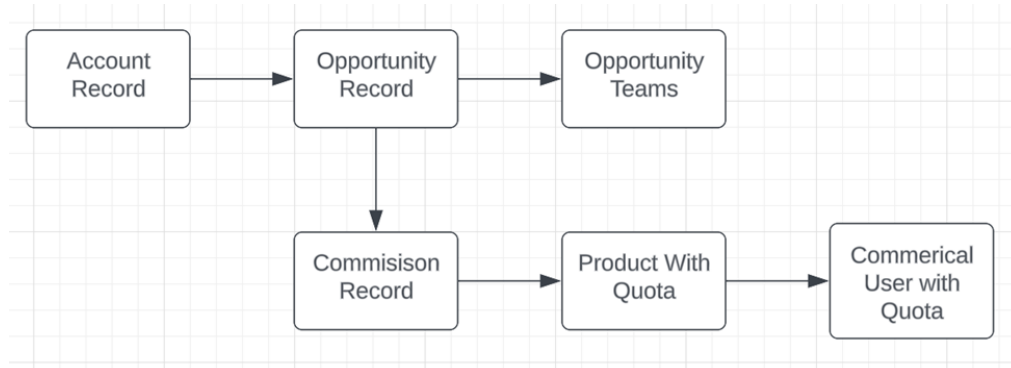 Account
Record
Opportunity
Record
Opportunity
Teams
Commisison
Record
Product With
Quota
Commerical
User with
Quota